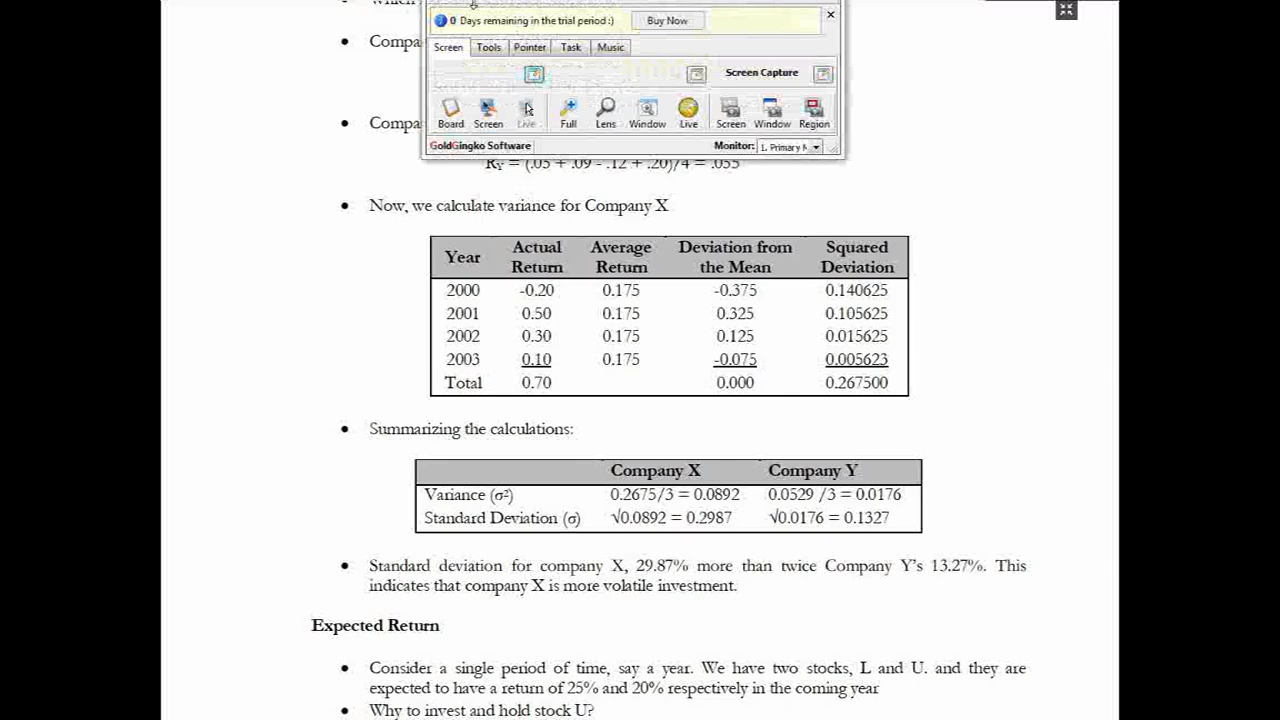 Which
0 Days remaining in the trial period :) Buy Now
Screen Tools Pointer Task Music
• Compa
Screen Capture
Board Screen Live Full Lens Window Live Screen Window Region
• Compa
GoldGingko Software Monitor: 1. Primary M
= (.05 + .09 - .12 + .20)/4 = .055
• Now, we calculate variance for Company X
Year Actual Return Average Return Deviation from the Mean Squared Deviation
2000 -0.20 0.175 -0.375 0.140625
2001 0.50 0.175 0.325 0.105625
2002 0.30 0.175 0.125 0.015625
2003 0.10 0.175 -0.075 0.005623
Total 0.70 0.000 0.267500
• Summarizing the calculations:
Company X Company Y
Variance (σ²) 0.2675/3 = 0.0892 0.0529 /3 = 0.0176
Standard Deviation (σ) √0.0892 = 0.2987 √0.0176 = 0.1327
• Standard deviation for company X, 29.87% more than twice Company Y's 13.27%. This
indicates that company X is more volatile investment.
Expected Return
• Consider a single period of time, say a year. We have two stocks, L and U. and they are
expected to have a return of 25% and 20% respectively in the coming year
• Why to invest and hold stock U?